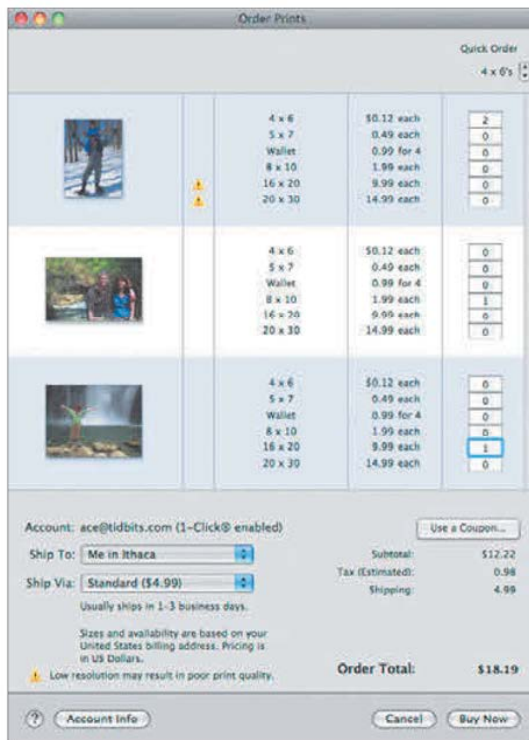 Order Prints
Quick Order
4 x 6's
4 x 6 $0.12 each 2
5 x 7 0.49 each 0
Wallet 0.99 for 4 0
8 x 10 1.99 each 0
16 x 20 9.99 each 0
20 x 30 14.99 each 0
4 x 6 $0.12 each 0
5 x 7 0.49 each 0
Wallet 0.99 for 4 0
8 x 10 1.99 each 1
16 x 20 9.99 each 0
20 x 30 14.99 each 0
4 x 6 $0.12 each 0
5 x 7 0.49 each 0
Wallet 0.99 for 4 0
8 x 10 1.99 each 0
16 x 20 9.99 each 1
20 x 30 14.99 each 0
Account: ace@tidbits.com (1-Click® enabled)
Use a Coupon...
Ship To: Me in Ithaca
Subtotal: $12.22
Tax (Estimated): 0.98
Ship Via: Standard ($4.99)
Shipping: 4.99
Usually ships in 1-3 business days.
Sizes and availability are based on your
United States billing address. Pricing is
in US Dollars.
Low resolution may result in poor print quality.
Order Total: $18.19
? Account Info Cancel Buy Now